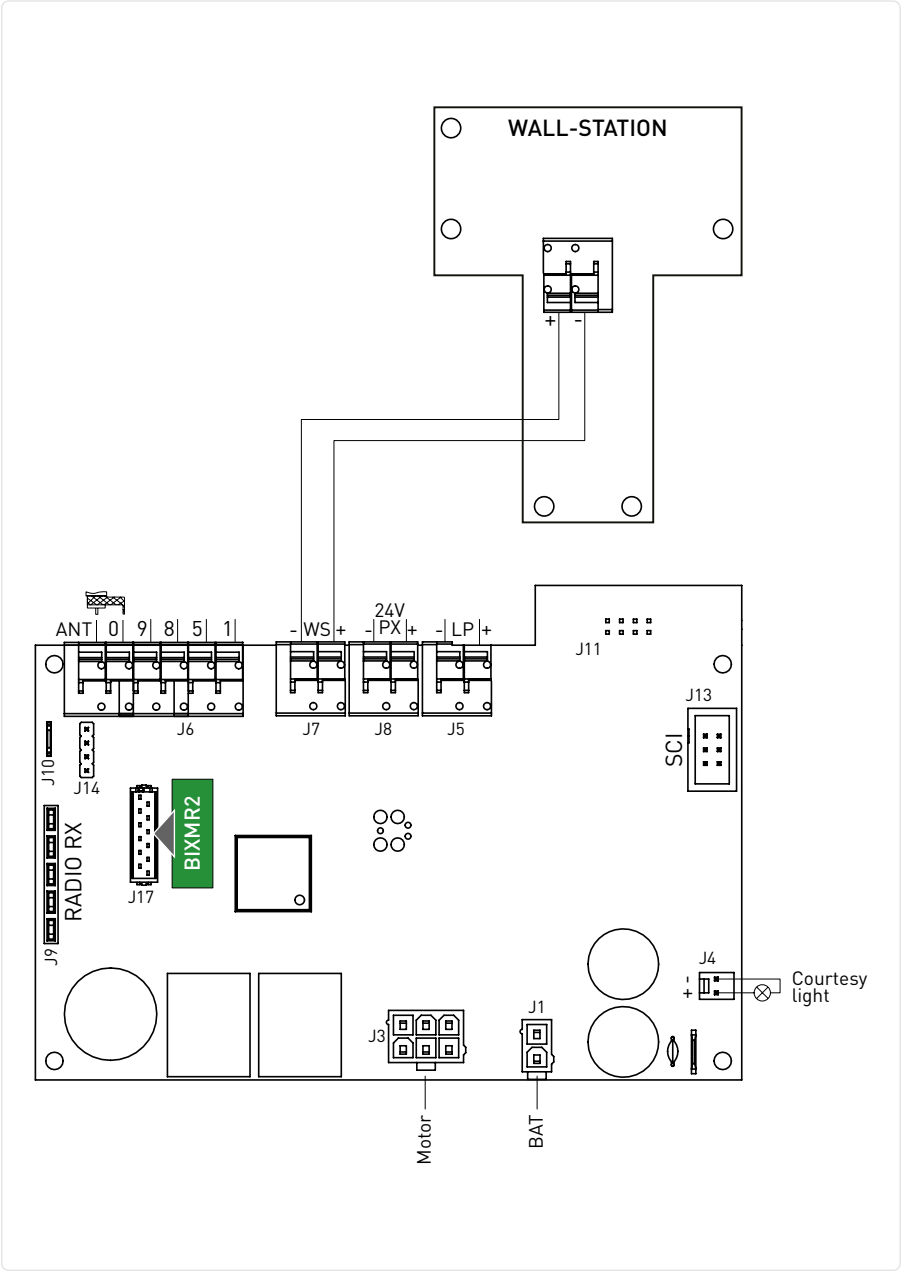 WALL-STATION
+ -
24V
ANT 0 9 8 5 1 - WS + - PX + - LP +
J6 J7 J8 J5
J11
J13
SCI
J10
J14
BIXMR2
RADIO RX
J17
J9
J4
- +
Courtesy
light
J1
J3
Motor
BAT